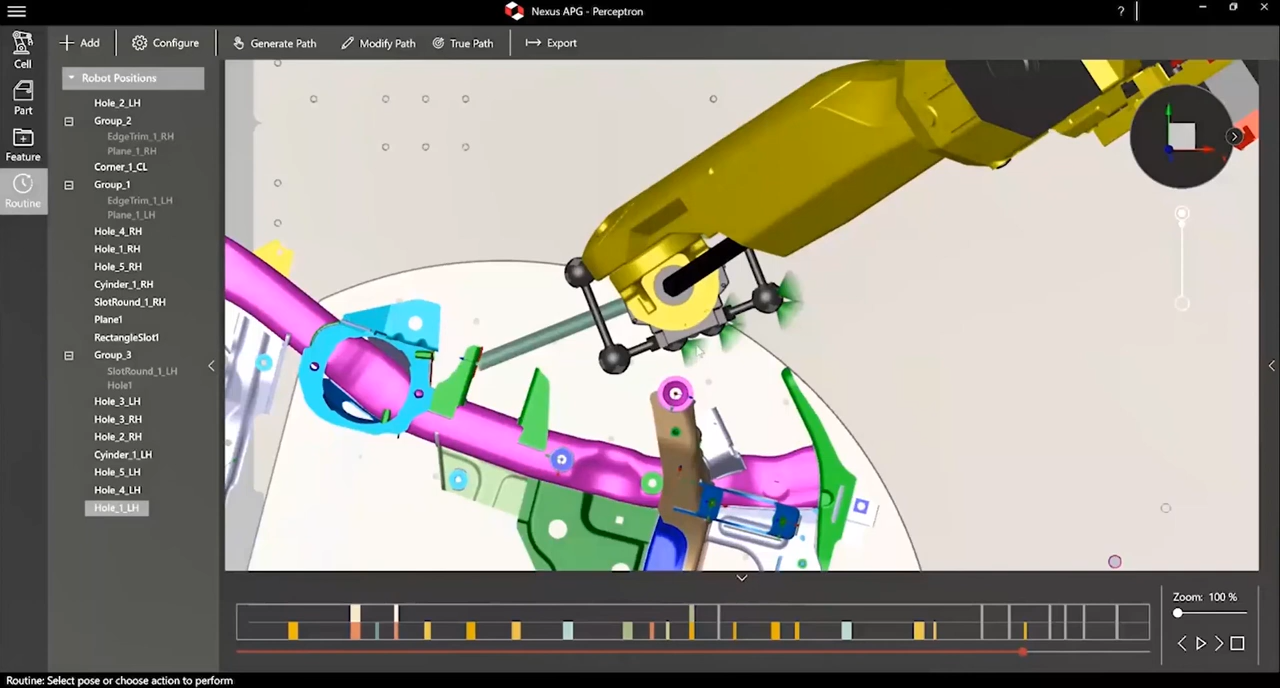 Nexus APG - Perceptron
?
Add
Configure
Generate Path
Modify Path
True Path
Export
Cell
Part
Feature
Routine
Robot Positions
Hole_2_LH
Group_2
EdgeTrim_1_RH
Plane_1_RH
Corner_1_CL
Group_1
EdgeTrim_1_LH
Plane_1_LH
Hole_4_RH
Hole_1_RH
Hole_5_RH
Cyinder_1_RH
SlotRound_1_RH
Plane1
RectangleSlot1
Group_3
SlotRound_1_LH
Hole1
Hole_3_LH
Hole_3_RH
Hole_2_RH
Cyinder_1_LH
Hole_5_LH
Hole_4_LH
Hole_1_LH
Zoom: 100 %
Routine: Select pose or choose action to perform